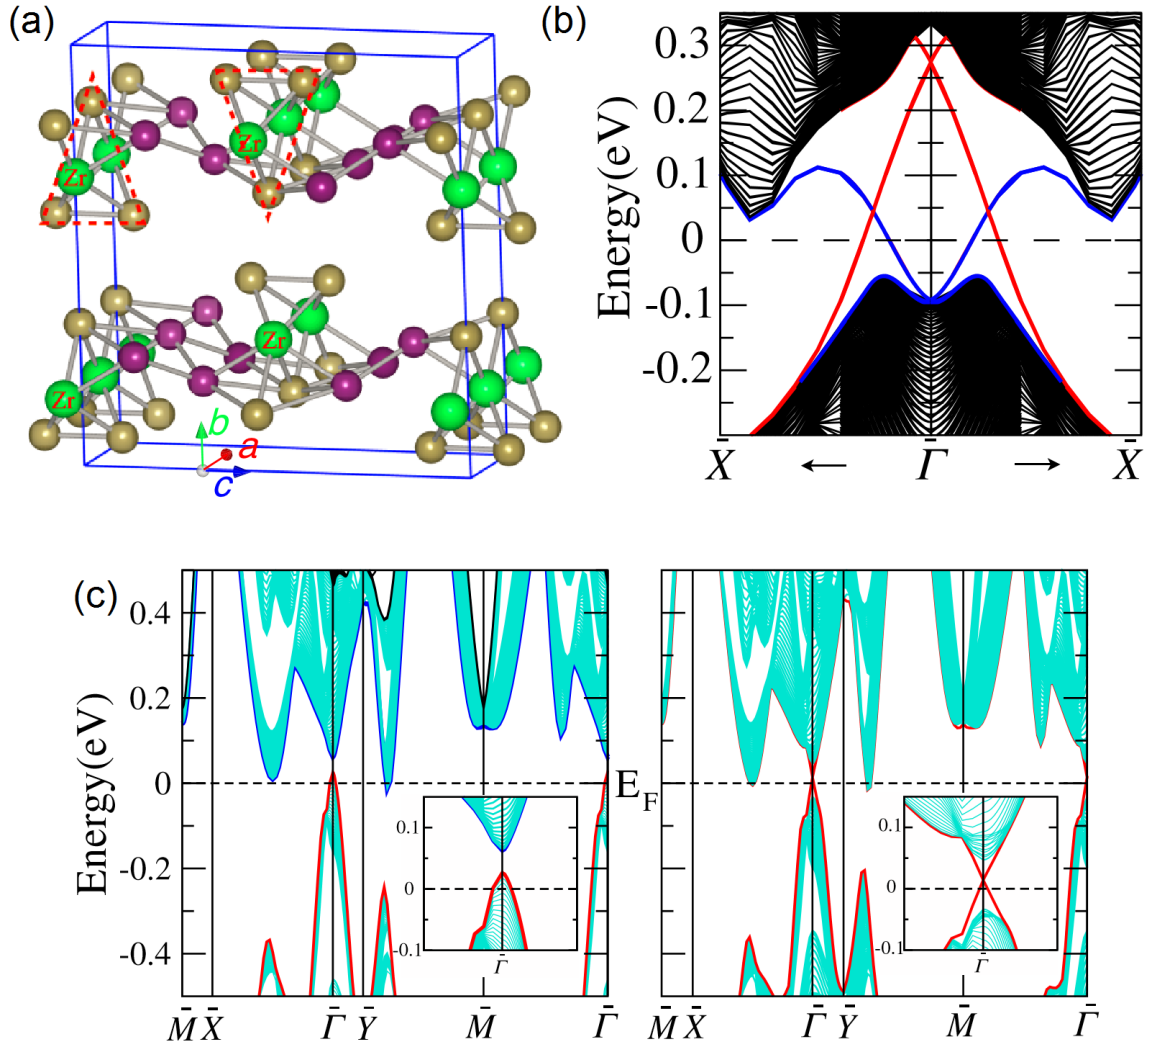 (a)
Zr
Zr
Zr
Zr
b
a
c
(b)
Energy(eV)
0.3
0.2
0.1
0
-0.1
-0.2
X̄
Γ̄
X̄
← →
(c)
Energy(eV)
0.4
0.2
0
-0.2
-0.4
E_F
0.1
0
-0.1
Γ̄
0.1
0
-0.1
Γ̄
M̄ X̄ Γ̄ Ȳ M̄ Γ̄
M̄ X̄ Γ̄ Ȳ M̄ Γ̄